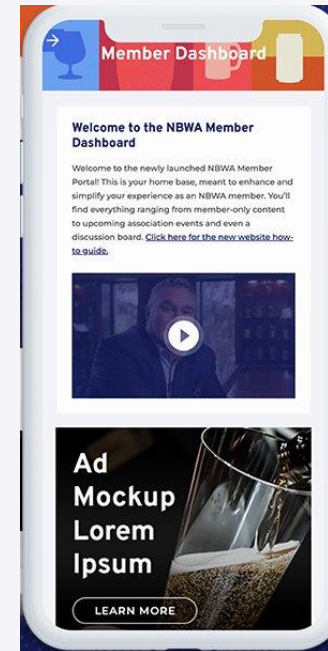 Member Dashboard
Welcome to the NBWA Member
Dashboard
Welcome to the newly launched NBWA Member
Portal! This is your home base, meant to enhance and
simplify your experience as an NBWA member. You'll
find everything ranging from member-only content
to upcoming association events and even a
discussion board. Click here for the new website how-
to guide.
Ad
Mockup
Lorem
Ipsum
LEARN MORE